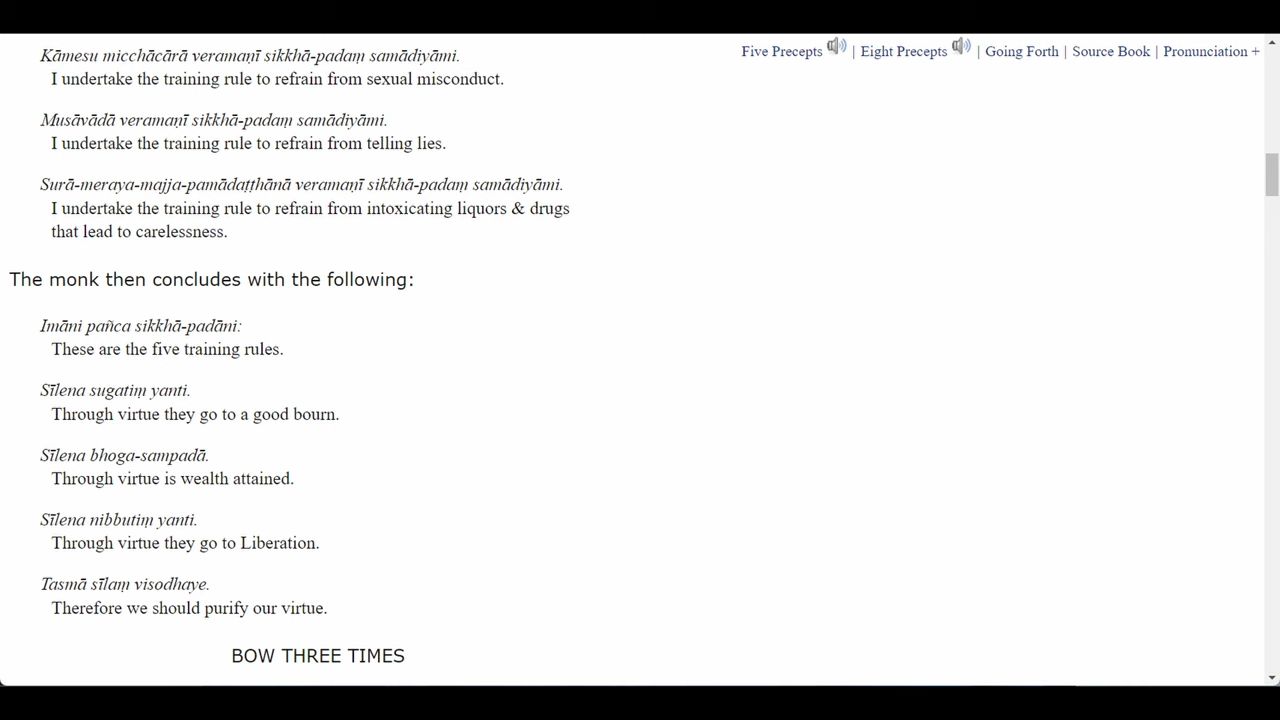 Five Precepts | Eight Precepts | Going Forth | Source Book | Pronunciation +
Kāmesu micchācārā veramaṇī sikkhā-padaṃ samādiyāmi.
I undertake the training rule to refrain from sexual misconduct.
Musāvādā veramaṇī sikkhā-padaṃ samādiyāmi.
I undertake the training rule to refrain from telling lies.
Surā-meraya-majja-pamādaṭṭhānā veramaṇī sikkhā-padaṃ samādiyāmi.
I undertake the training rule to refrain from intoxicating liquors & drugs
that lead to carelessness.
The monk then concludes with the following:
Imāni pañca sikkhā-padāni:
These are the five training rules.
Sīlena sugatiṃ yanti.
Through virtue they go to a good bourn.
Sīlena bhoga-sampadā.
Through virtue is wealth attained.
Sīlena nibbutiṃ yanti.
Through virtue they go to Liberation.
Tasmā sīlaṃ visodhaye.
Therefore we should purify our virtue.
BOW THREE TIMES